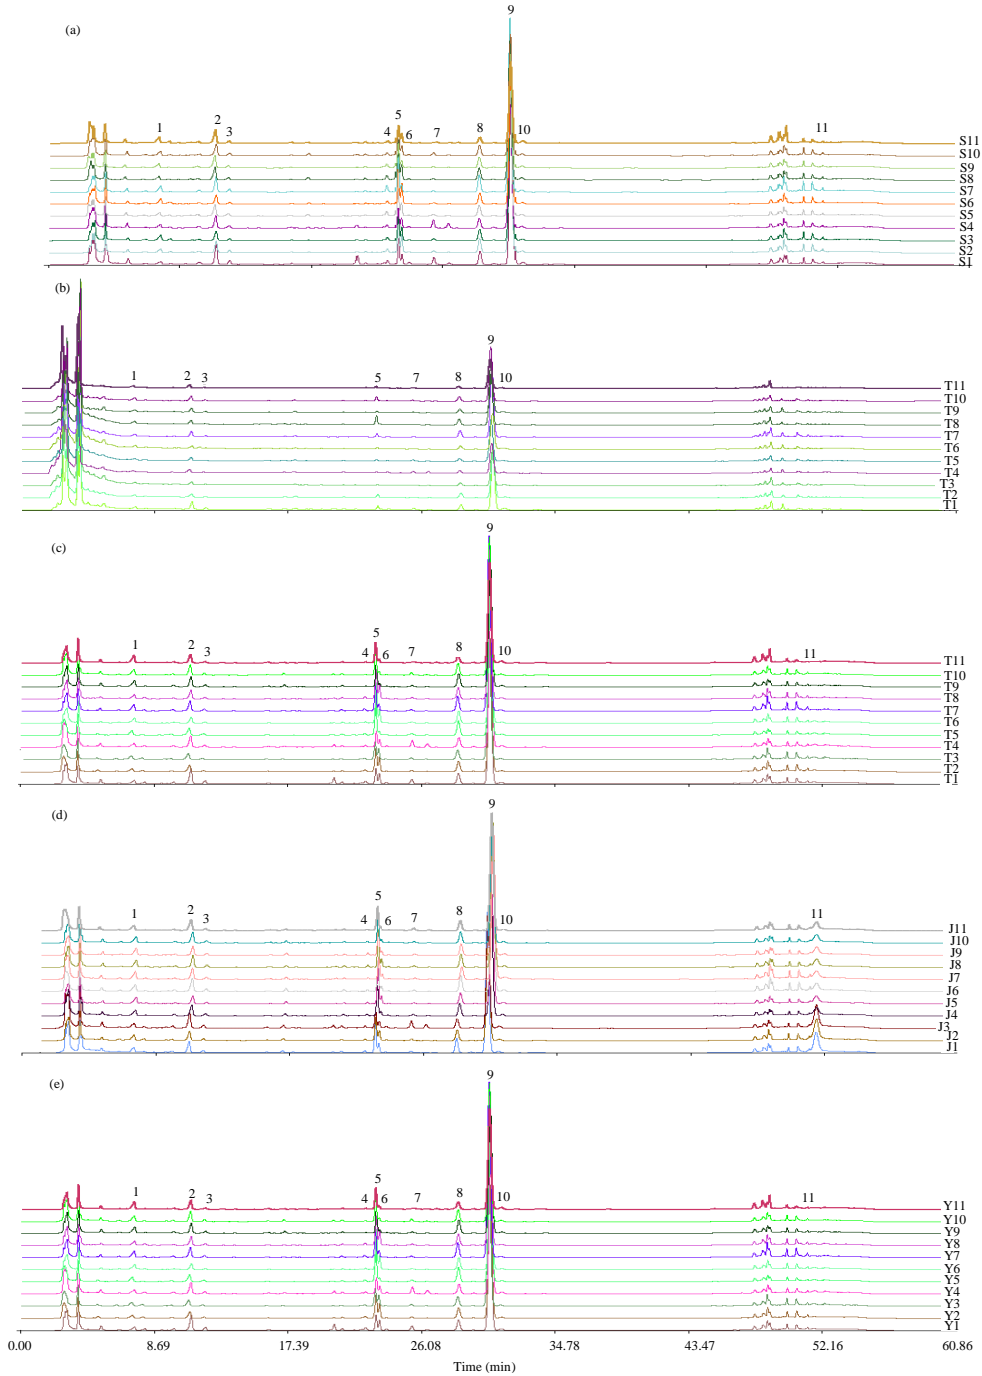 9
(a)
1
2
3
4
5
6
7
8
10
11
S11
S10
S9
S8
S7
S6
S5
S4
S3
S2
S1
(b)
9
1
2
3
5
7
8
10
T11
T10
T9
T8
T7
T6
T5
T4
T3
T2
T1
9
(c)
1
2
3
4
5
6
7
8
10
11
T11
T10
T9
T8
T7
T6
T5
T4
T3
T2
T1
9
(d)
1
2
3
4
5
6
7
8
10
11
J11
J10
J9
J8
J7
J6
J5
J4
J3
J2
J1
9
(e)
1
2
3
4
5
6
7
8
10
11
Y11
Y10
Y9
Y8
Y7
Y6
Y5
Y4
Y3
Y2
Y1
0.00 8.69 17.39 26.08 34.78 43.47 52.16 60.86
Time (min)